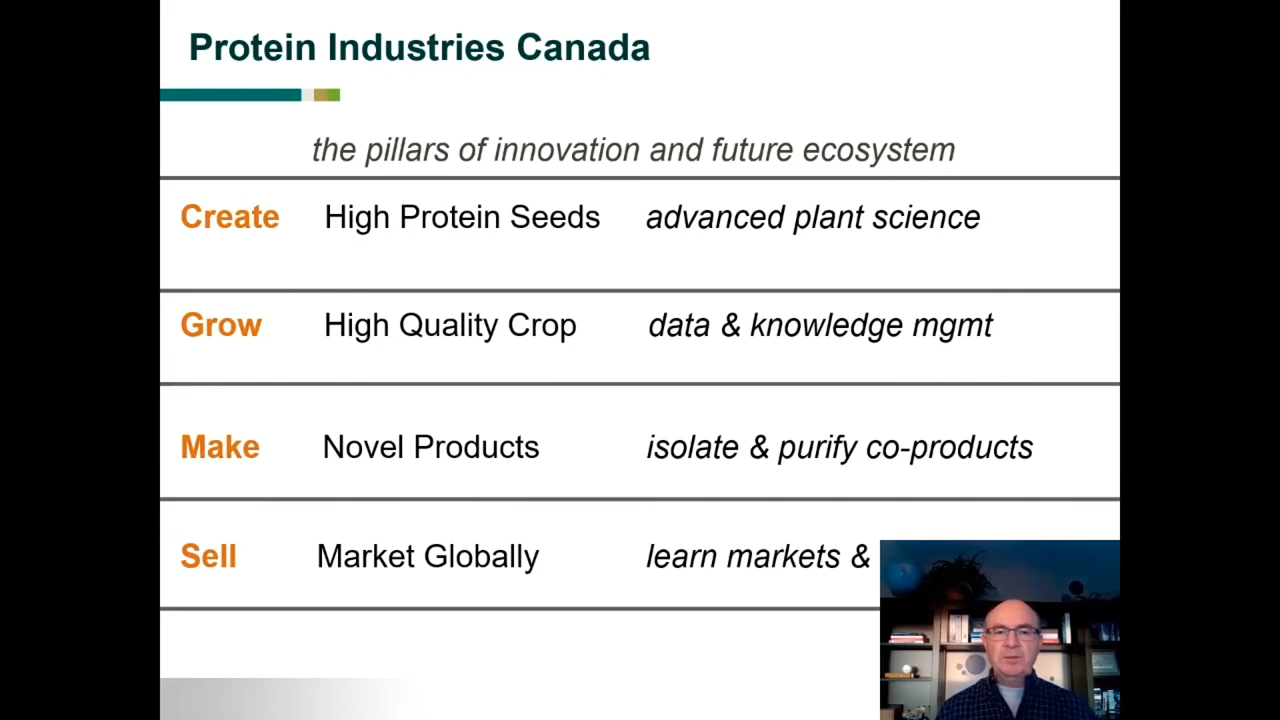 Protein Industries Canada
the pillars of innovation and future ecosystem
Create High Protein Seeds advanced plant science
Grow High Quality Crop data & knowledge mgmt
Make Novel Products isolate & purify co-products
Sell Market Globally learn markets &